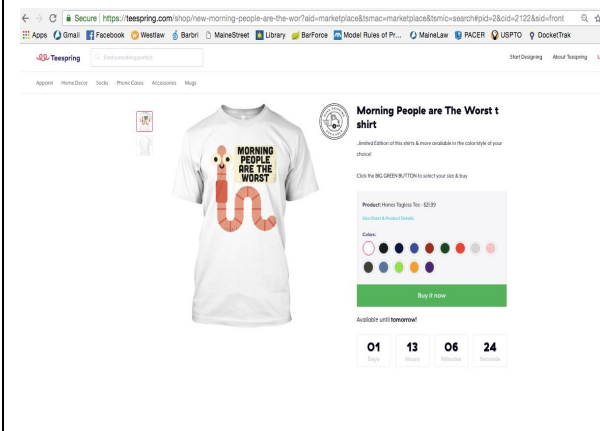 Secure | https://teespring.com/shop/new-morning-people-are-the-wor?aid=marketplace&tsmac=marketplace&tsmic=search#pid=2&cid=2122&sid=front
Apps Gmail Facebook Westlaw Barbri MaineStreet Library BarForce Model Rules of Pr... MaineLaw PACER USPTO DocketTrak
Teespring Find something perfect Start Designing About Teespring
Apparel Home Decor Socks Phone Cases Accessories Mugs
MORNING
PEOPLE
ARE THE
WORST
Morning People are The Worst t
shirt
.imited Edition of this shirts & more available in the color/style of your
choice!
Click the BIG GREEN BUTTON to select your size & buy
Product: Hanes Tagless Tee - $21.99
Size Chart & Product Details
Colors:
Buy it now
Available until tomorrow!
01 13 06 24
Days Hours Minutes Seconds